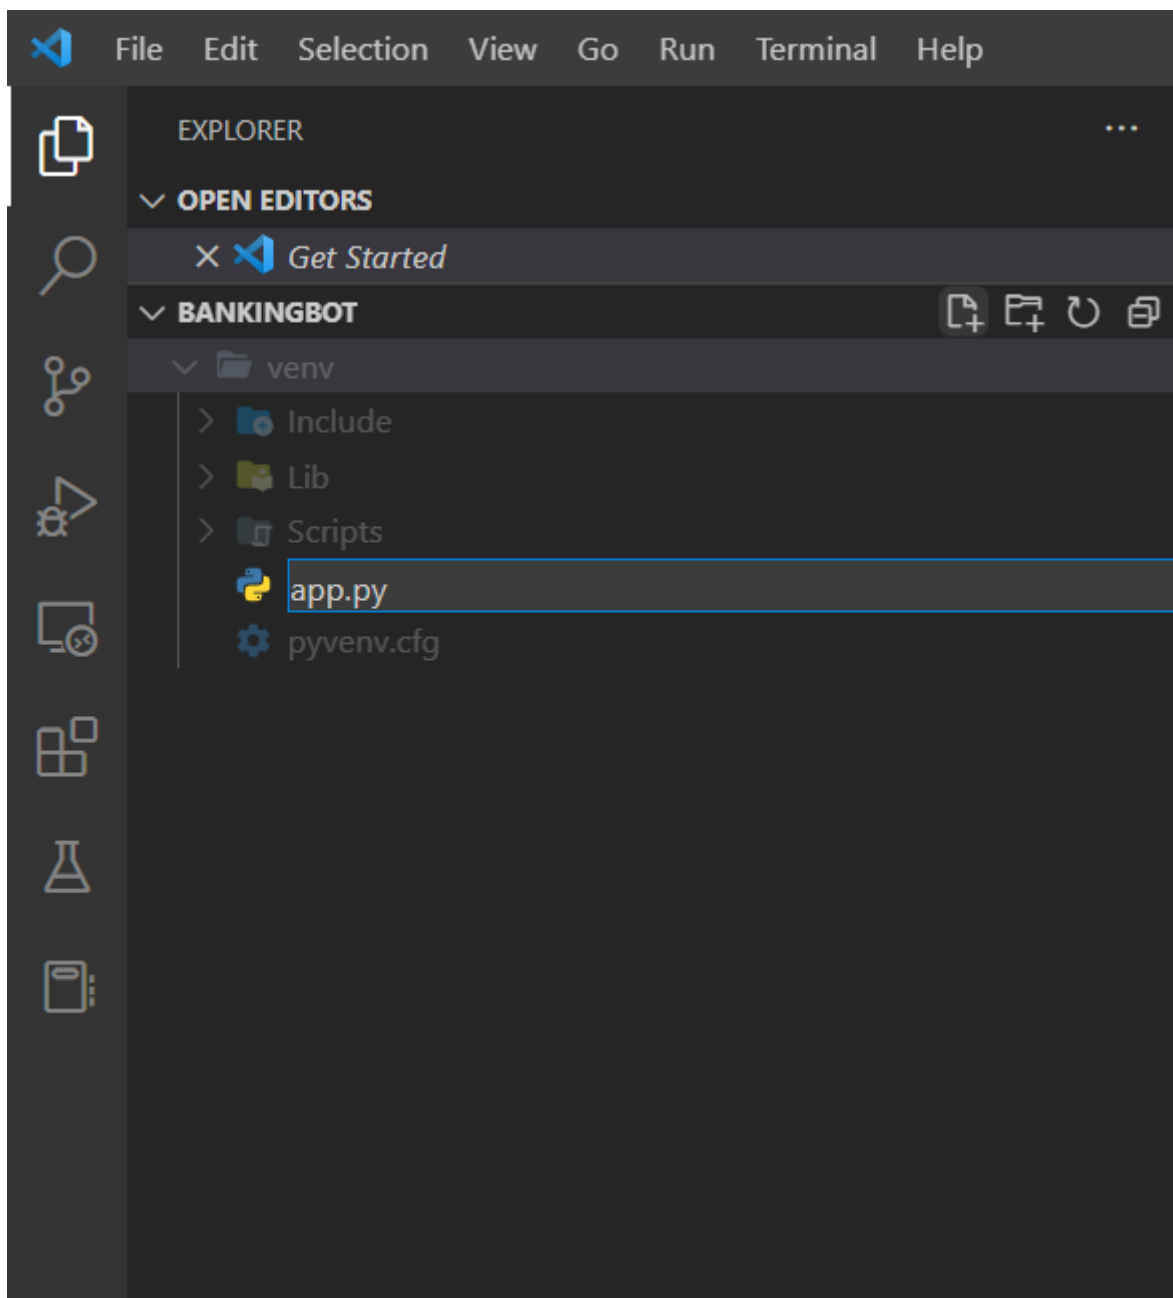 File Edit Selection View Go Run Terminal Help
EXPLORER
OPEN EDITORS
Get Started
BANKINGBOT
venv
Include
Lib
Scripts
app.py
pyvenv.cfg